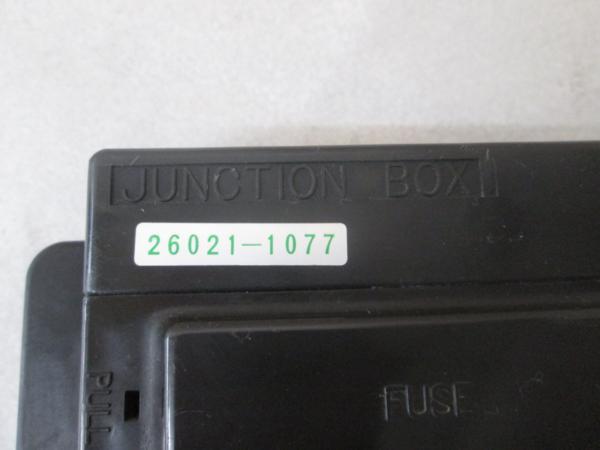 JUNCTION BOX
26021-1077
PULL
FUSE